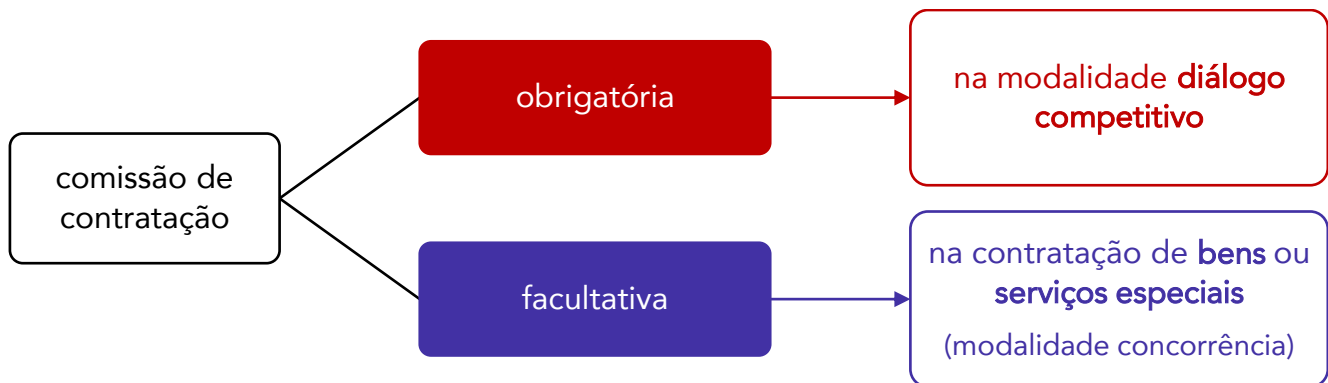 comissão de
contratação
obrigatória
na modalidade diálogo
competitivo
facultativa
na contratação de bens ou
serviços especiais
(modalidade concorrência)